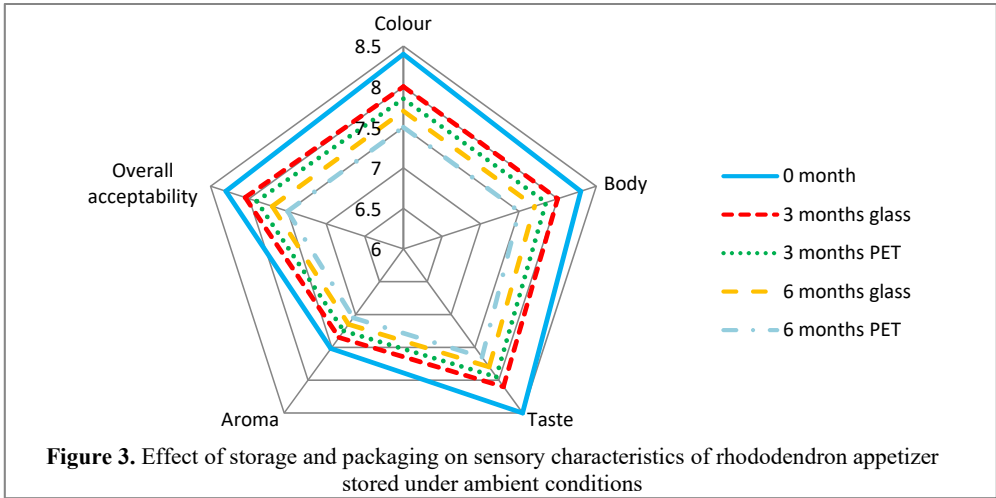 Colour
8.5
8
7.5
7
6.5
6
Body
Taste
Aroma
Overall
acceptability
0 month
3 months glass
3 months PET
6 months glass
6 months PET
Figure 3. Effect of storage and packaging on sensory characteristics of rhododendron appetizer
stored under ambient conditions